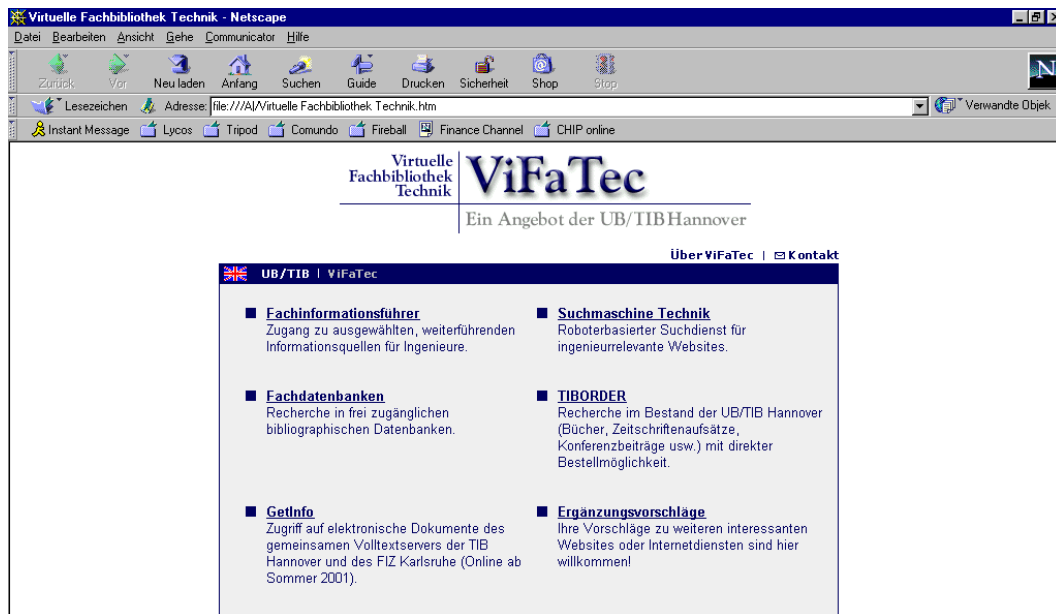 Virtuelle Fachbibliothek Technik - Netscape
Datei Bearbeiten Ansicht Gehe Communicator Hilfe
Zurück Vor Neu laden Anfang Suchen Guide Drucken Sicherheit Shop Stop
N
Lesezeichen Adresse: file:///A|/Virtuelle Fachbibliothek Technik.htm Verwandte Objek
Instant Message Lycos Tripod Comundo Fireball Finance Channel CHIP online
Virtuelle
Fachbibliothek
Technik
ViFaTec
Ein Angebot der UB/TIB Hannover
Über ViFaTec | Kontakt
UB/TIB | ViFaTec
Fachinformationsführer
Zugang zu ausgewählten, weiterführenden
Informationsquellen für Ingenieure.
Suchmaschine Technik
Roboterbasierter Suchdienst für
ingenieurrelevante Websites.
Fachdatenbanken
Recherche in frei zugänglichen
bibliographischen Datenbanken.
TIBORDER
Recherche im Bestand der UB/TIB Hannover
(Bücher, Zeitschriftenaufsätze,
Konferenzbeiträge usw.) mit direkter
Bestellmöglichkeit.
GetInfo
Zugriff auf elektronische Dokumente des
gemeinsamen Volltextservers der TIB
Hannover und des FIZ Karlsruhe (Online ab
Sommer 2001).
Ergänzungsvorschläge
Ihre Vorschläge zu weiteren interessanten
Websites oder Internetdiensten sind hier
willkommen!